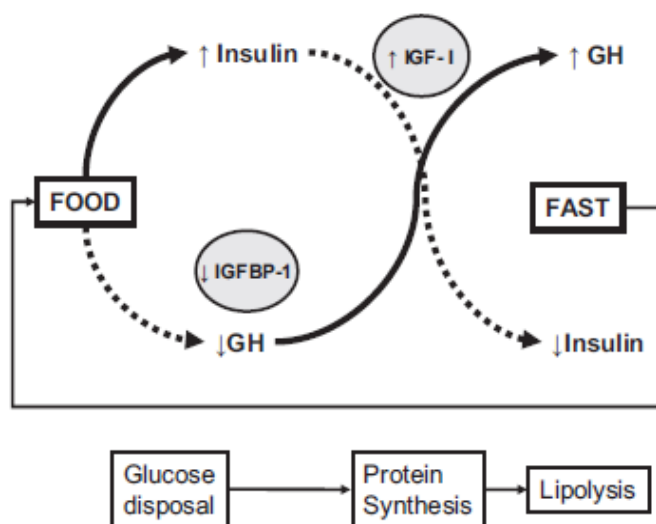 ↑ Insulin
↑ IGF-I
↑ GH
FOOD
FAST
↓ IGFBP-1
↓GH
↓Insulin
Glucose
disposal
Protein
Synthesis
Lipolysis